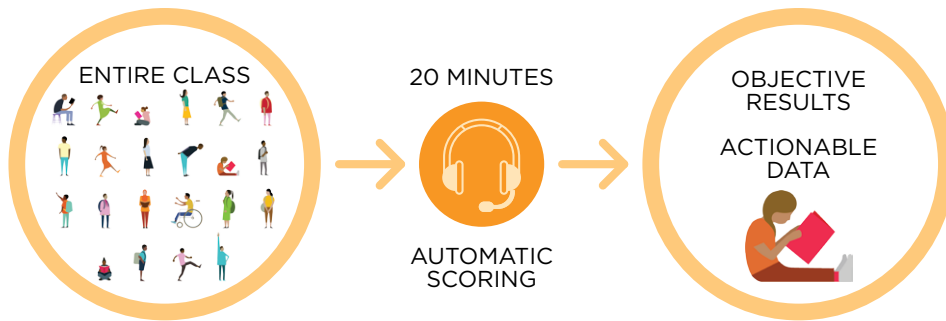 ENTIRE CLASS
20 MINUTES
AUTOMATIC
SCORING
OBJECTIVE
RESULTS
ACTIONABLE
DATA